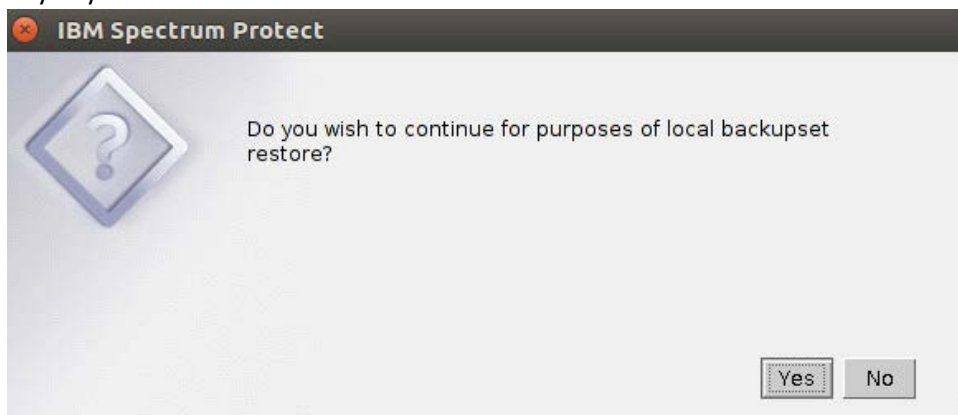 IBM Spectrum Protect
Do you wish to continue for purposes of local backupset
restore?
Yes No